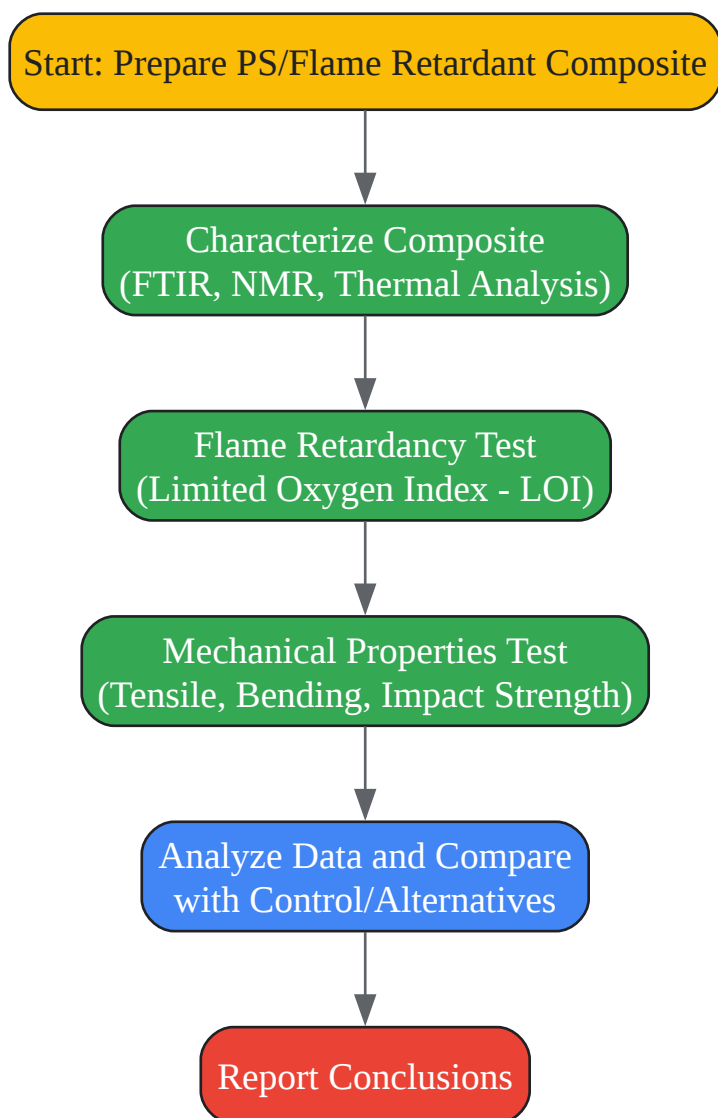 Start: Prepare PS/Flame Retardant Composite
Characterize Composite
(FTIR, NMR, Thermal Analysis)
Flame Retardancy Test
(Limited Oxygen Index - LOI)
Mechanical Properties Test
(Tensile, Bending, Impact Strength)
Analyze Data and Compare
with Control/Alternatives
Report Conclusions